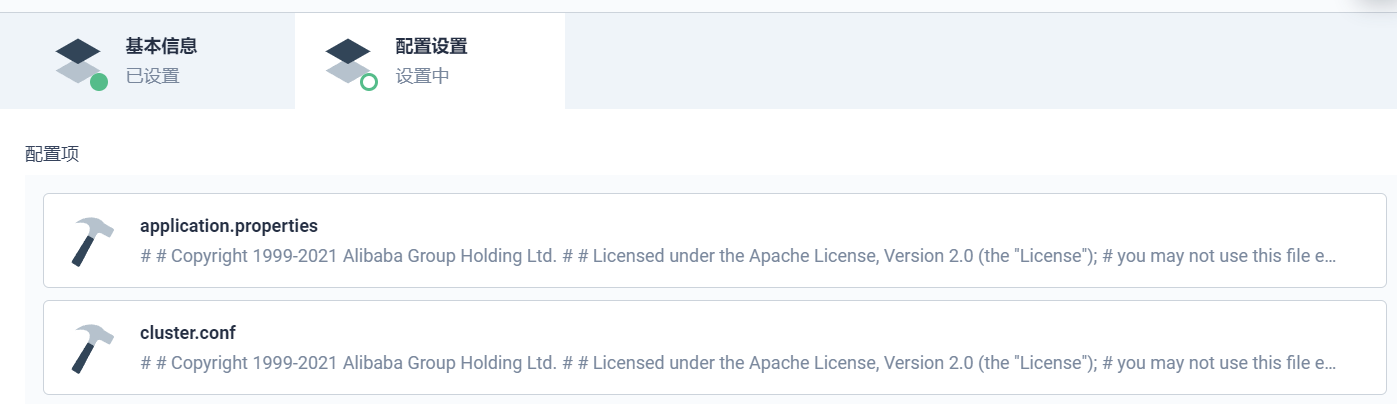 基本信息
已设置
配置设置
设置中
配置项
application.properties
# # Copyright 1999-2021 Alibaba Group Holding Ltd. # # Licensed under the Apache License, Version 2.0 (the "License"); # you may not use this file e...
cluster.conf
# # Copyright 1999-2021 Alibaba Group Holding Ltd. # # Licensed under the Apache License, Version 2.0 (the "License"); # you may not use this file e...